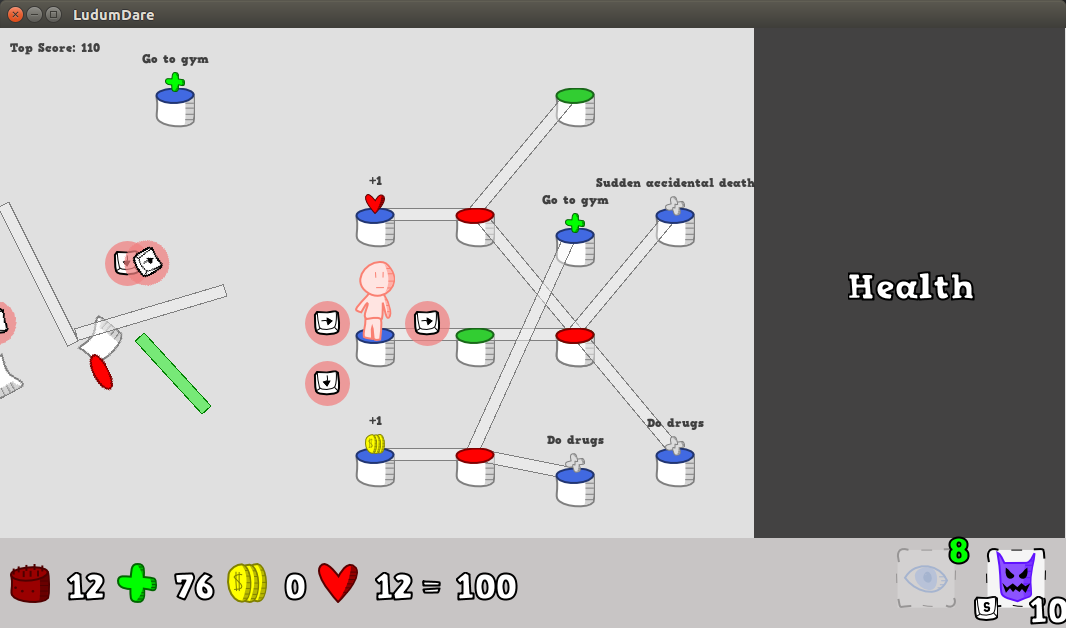 LudumDare
Top Score: 110
Go to gym
+1
Sudden accidental death
Go to gym
Health
+1
Do drugs
Do drugs
12 76 $ 0 12 = 100
8
S
10